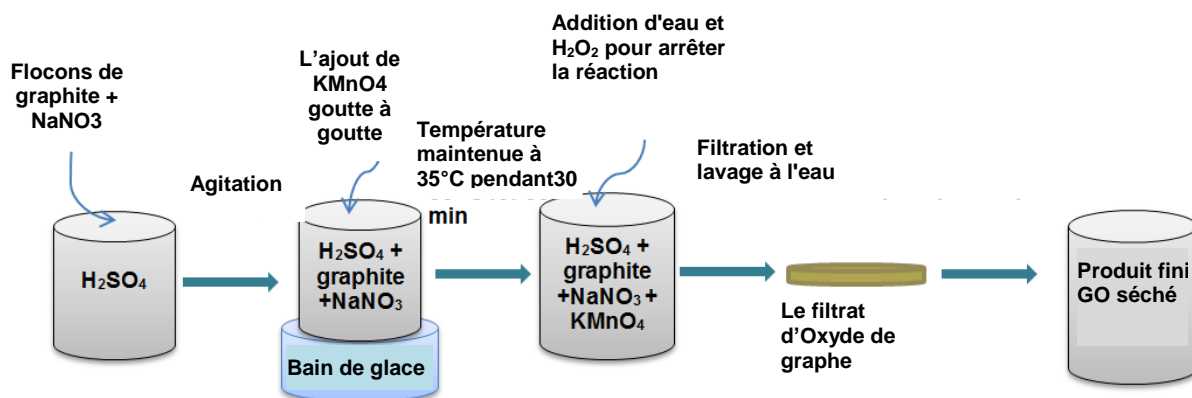 Flocons de
graphite +
NaNO3
H₂SO₄
Agitation
L'ajout de
KMnO4
goutte à
goutte
H₂SO₄ +
graphite
+NaNO₃
Bain de glace
Température
maintenue à
35°C pendant30
min
Addition d'eau et
H₂O₂ pour arrêter
la réaction
H₂SO₄ +
graphite
+NaNO₃ +
KMnO₄
Filtration et
lavage à l'eau
Le filtrat
d'Oxyde de
graphe
Produit fini
GO séché